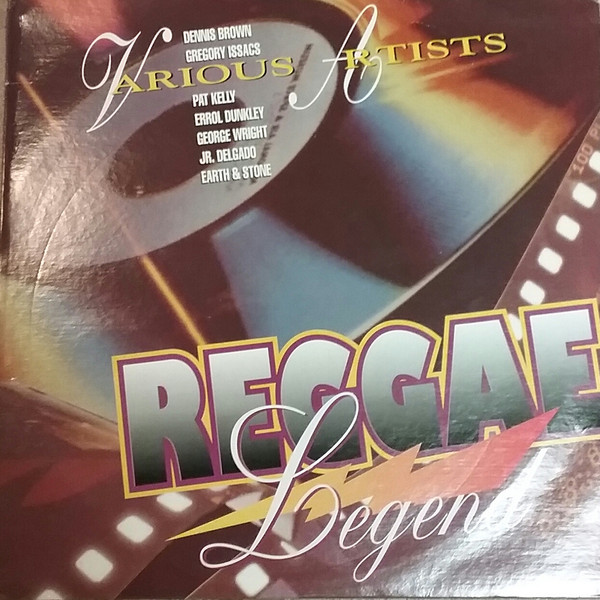 DENNIS BROWN
GREGORY ISSACS
VARIOUS ARTISTS
PAT KELLY
ERROL DUNKLEY
GEORGE WRIGHT
JR. DELGADO
EARTH & STONE
REGGAE
Legend